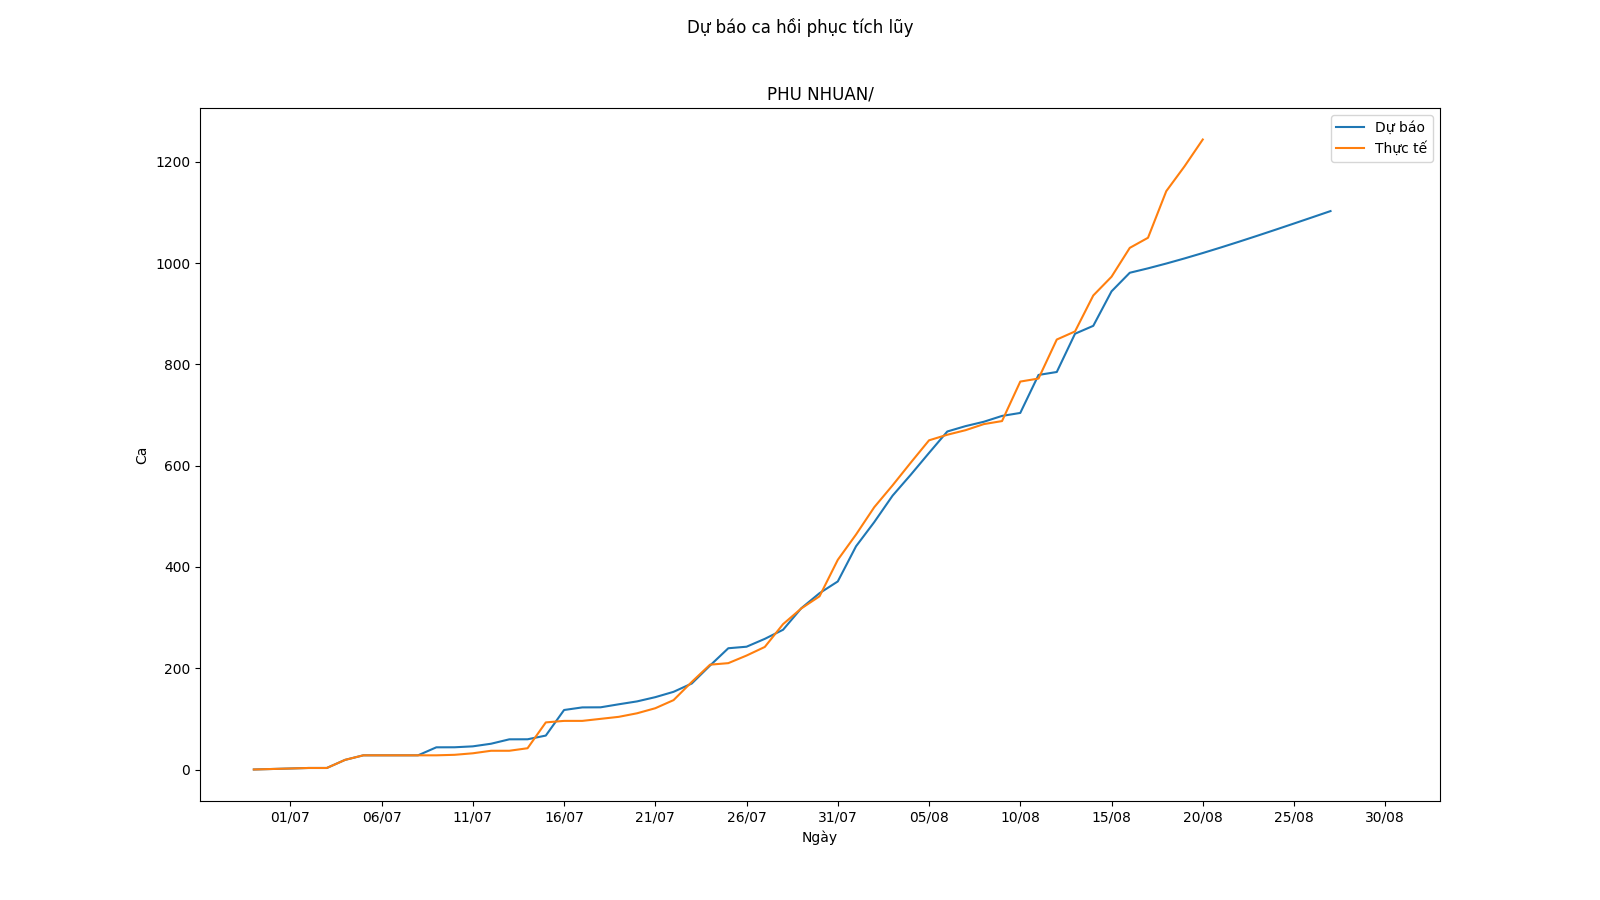 Dự báo ca hồi phục tích lũy
PHU NHUAN/
Dự báo
Thực tế
1200
1000
800
600
400
200
0
Ca
01/07 06/07 11/07 16/07 21/07 26/07 31/07 05/08 10/08 15/08 20/08 25/08 30/08
Ngày